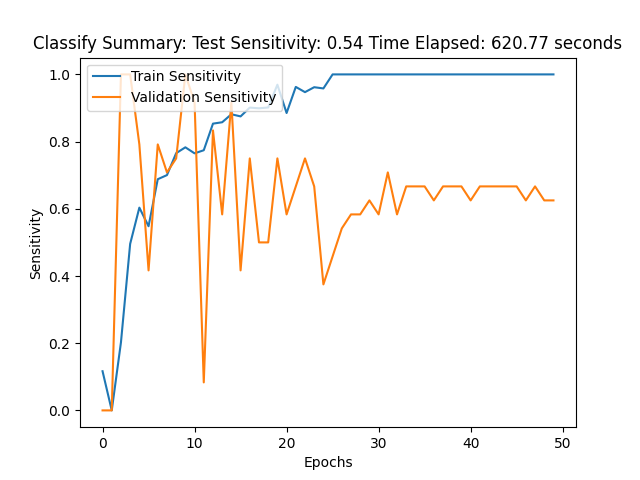 Classify Summary: Test Sensitivity: 0.54 Time Elapsed: 620.77 seconds
Train Sensitivity
Validation Sensitivity
1.0
0.8
0.6
0.4
0.2
0.0
Sensitivity
0 10 20 30 40 50
Epochs